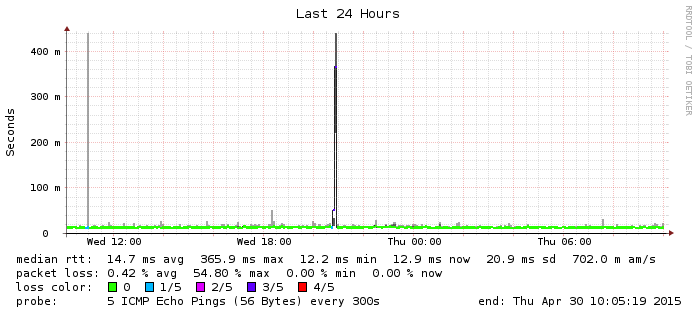 Last 24 Hours
RRDTOOL / TOBI OETIKER
Seconds
400 m
300 m
200 m
100 m
0
Wed 12:00 Wed 18:00 Thu 00:00 Thu 06:00
median rtt: 14.7 ms avg 365.9 ms max 12.2 ms min 12.9 ms now 20.9 ms sd 702.0 m am/s
packet loss: 0.42 % avg 54.80 % max 0.00 % min 0.00 % now
loss color: 0 1/5 2/5 3/5 4/5
probe: 5 ICMP Echo Pings (56 Bytes) every 300s end: Thu Apr 30 10:05:19 2015